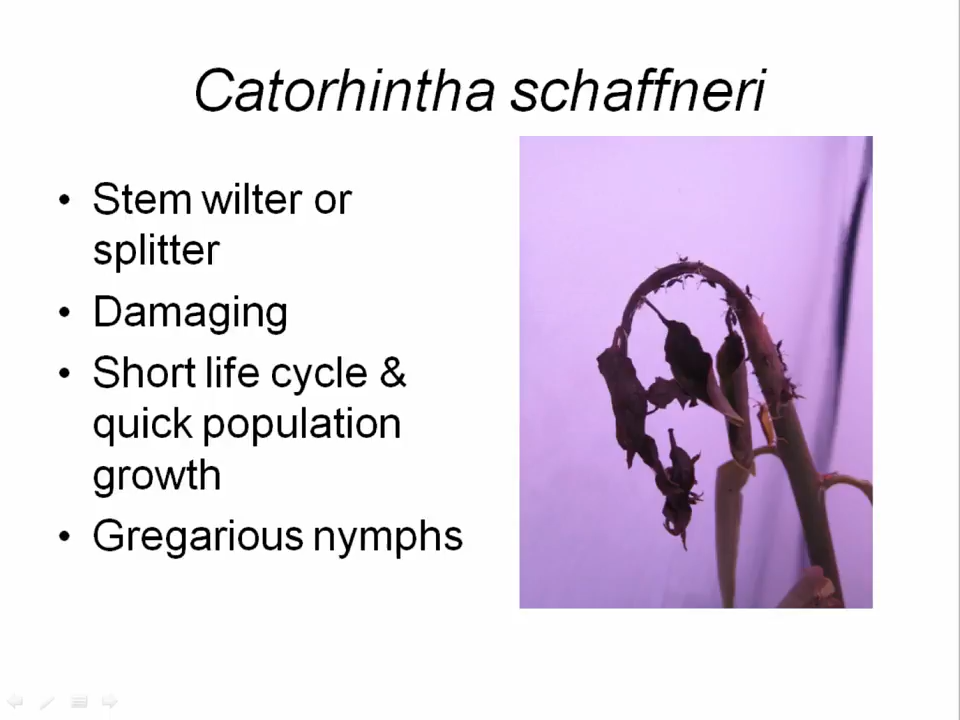 Catorhintha schaffneri
• Stem wilter or
splitter
• Damaging
• Short life cycle &
quick population
growth
• Gregarious nymphs